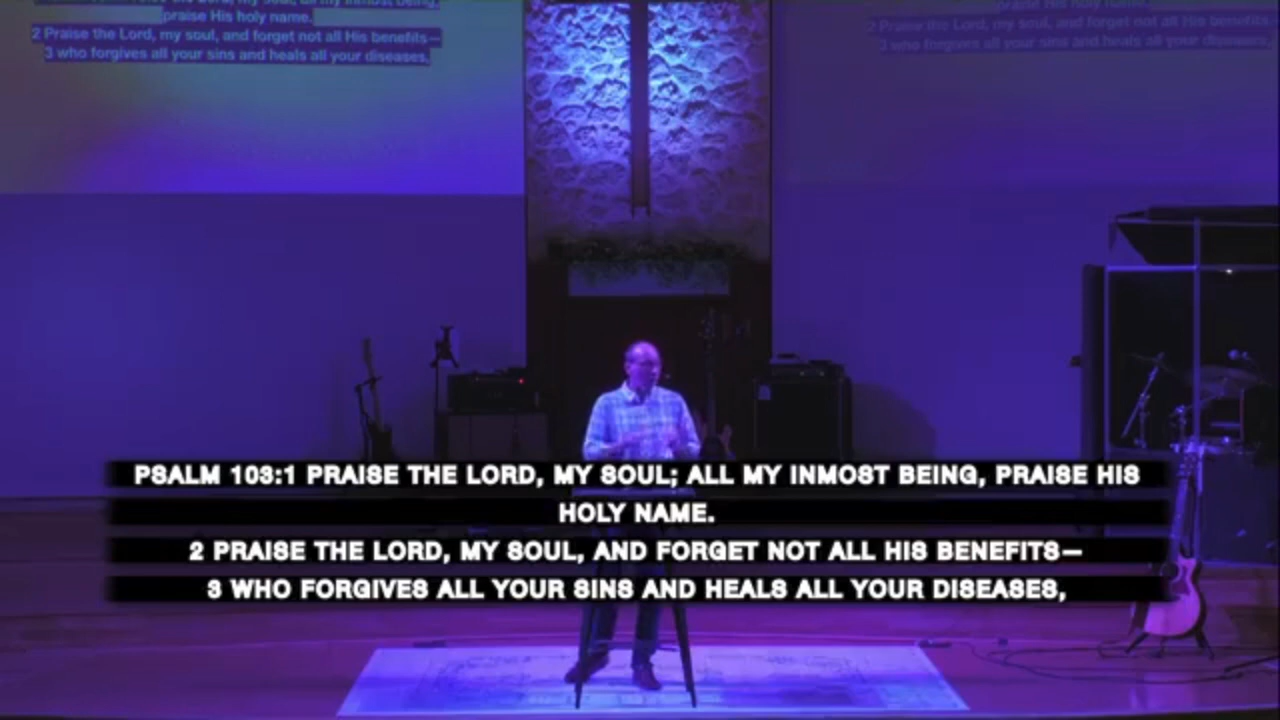 praise His holy name.
2 Praise the Lord, my soul, and forget not all His benefits—
3 who forgives all your sins and heals all your diseases,
praise His holy name.
2 Praise the Lord, my soul, and forget not all His benefits—
3 who forgives all your sins and heals all your diseases,
PSALM 103:1 PRAISE THE LORD, MY SOUL; ALL MY INMOST BEING, PRAISE HIS
HOLY NAME.
2 PRAISE THE LORD, MY SOUL, AND FORGET NOT ALL HIS BENEFITS—
3 WHO FORGIVES ALL YOUR SINS AND HEALS ALL YOUR DISEASES,